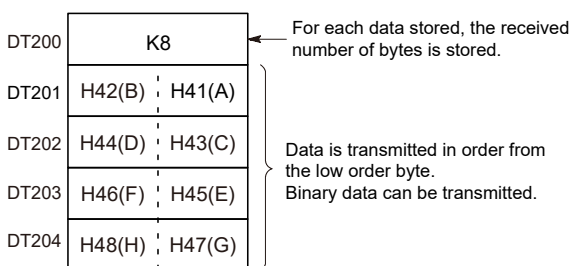 DT200 K8
For each data stored, the received
number of bytes is stored.
DT201 H42(B) H41(A)
DT202 H44(D) H43(C)
Data is transmitted in order from
the low order byte.
Binary data can be transmitted.
DT203 H46(F) H45(E)
DT204 H48(H) H47(G)